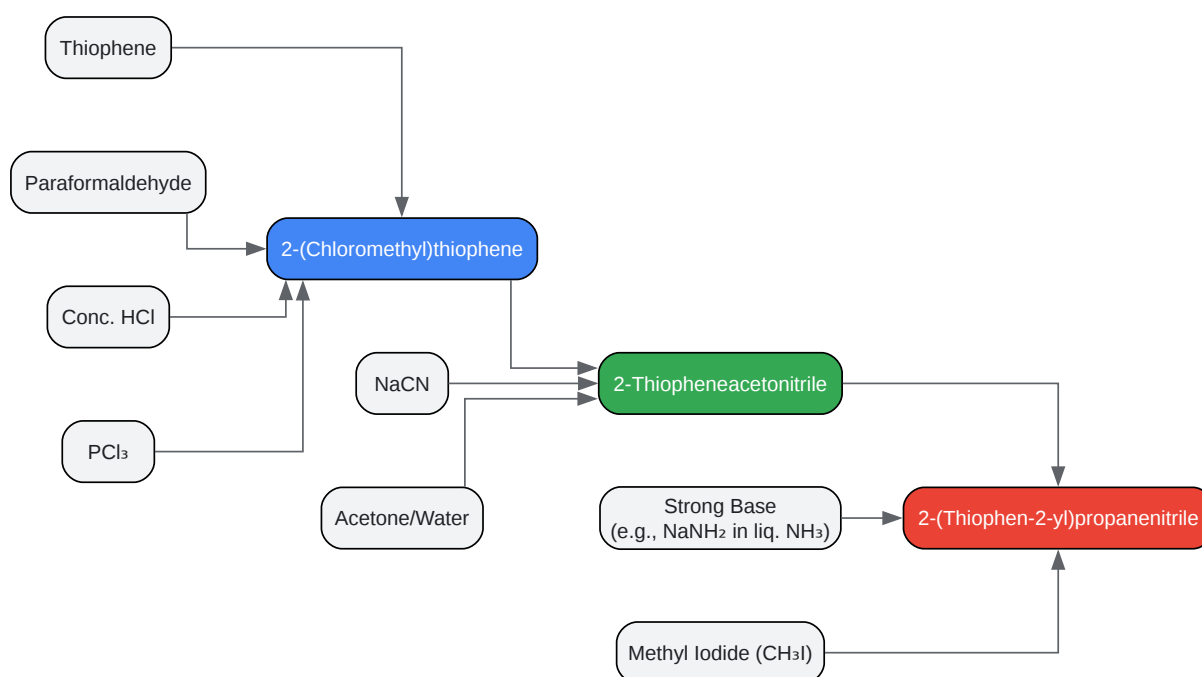 Thiophene
Paraformaldehyde
2-(Chloromethyl)thiophene
Conc. HCl
NaCN
2-Thiopheneacetonitrile
PCl₃
Acetone/Water
Strong Base
(e.g., NaNH₂ in liq. NH₃)
2-(Thiophen-2-yl)propanenitrile
Methyl Iodide (CH₃I)